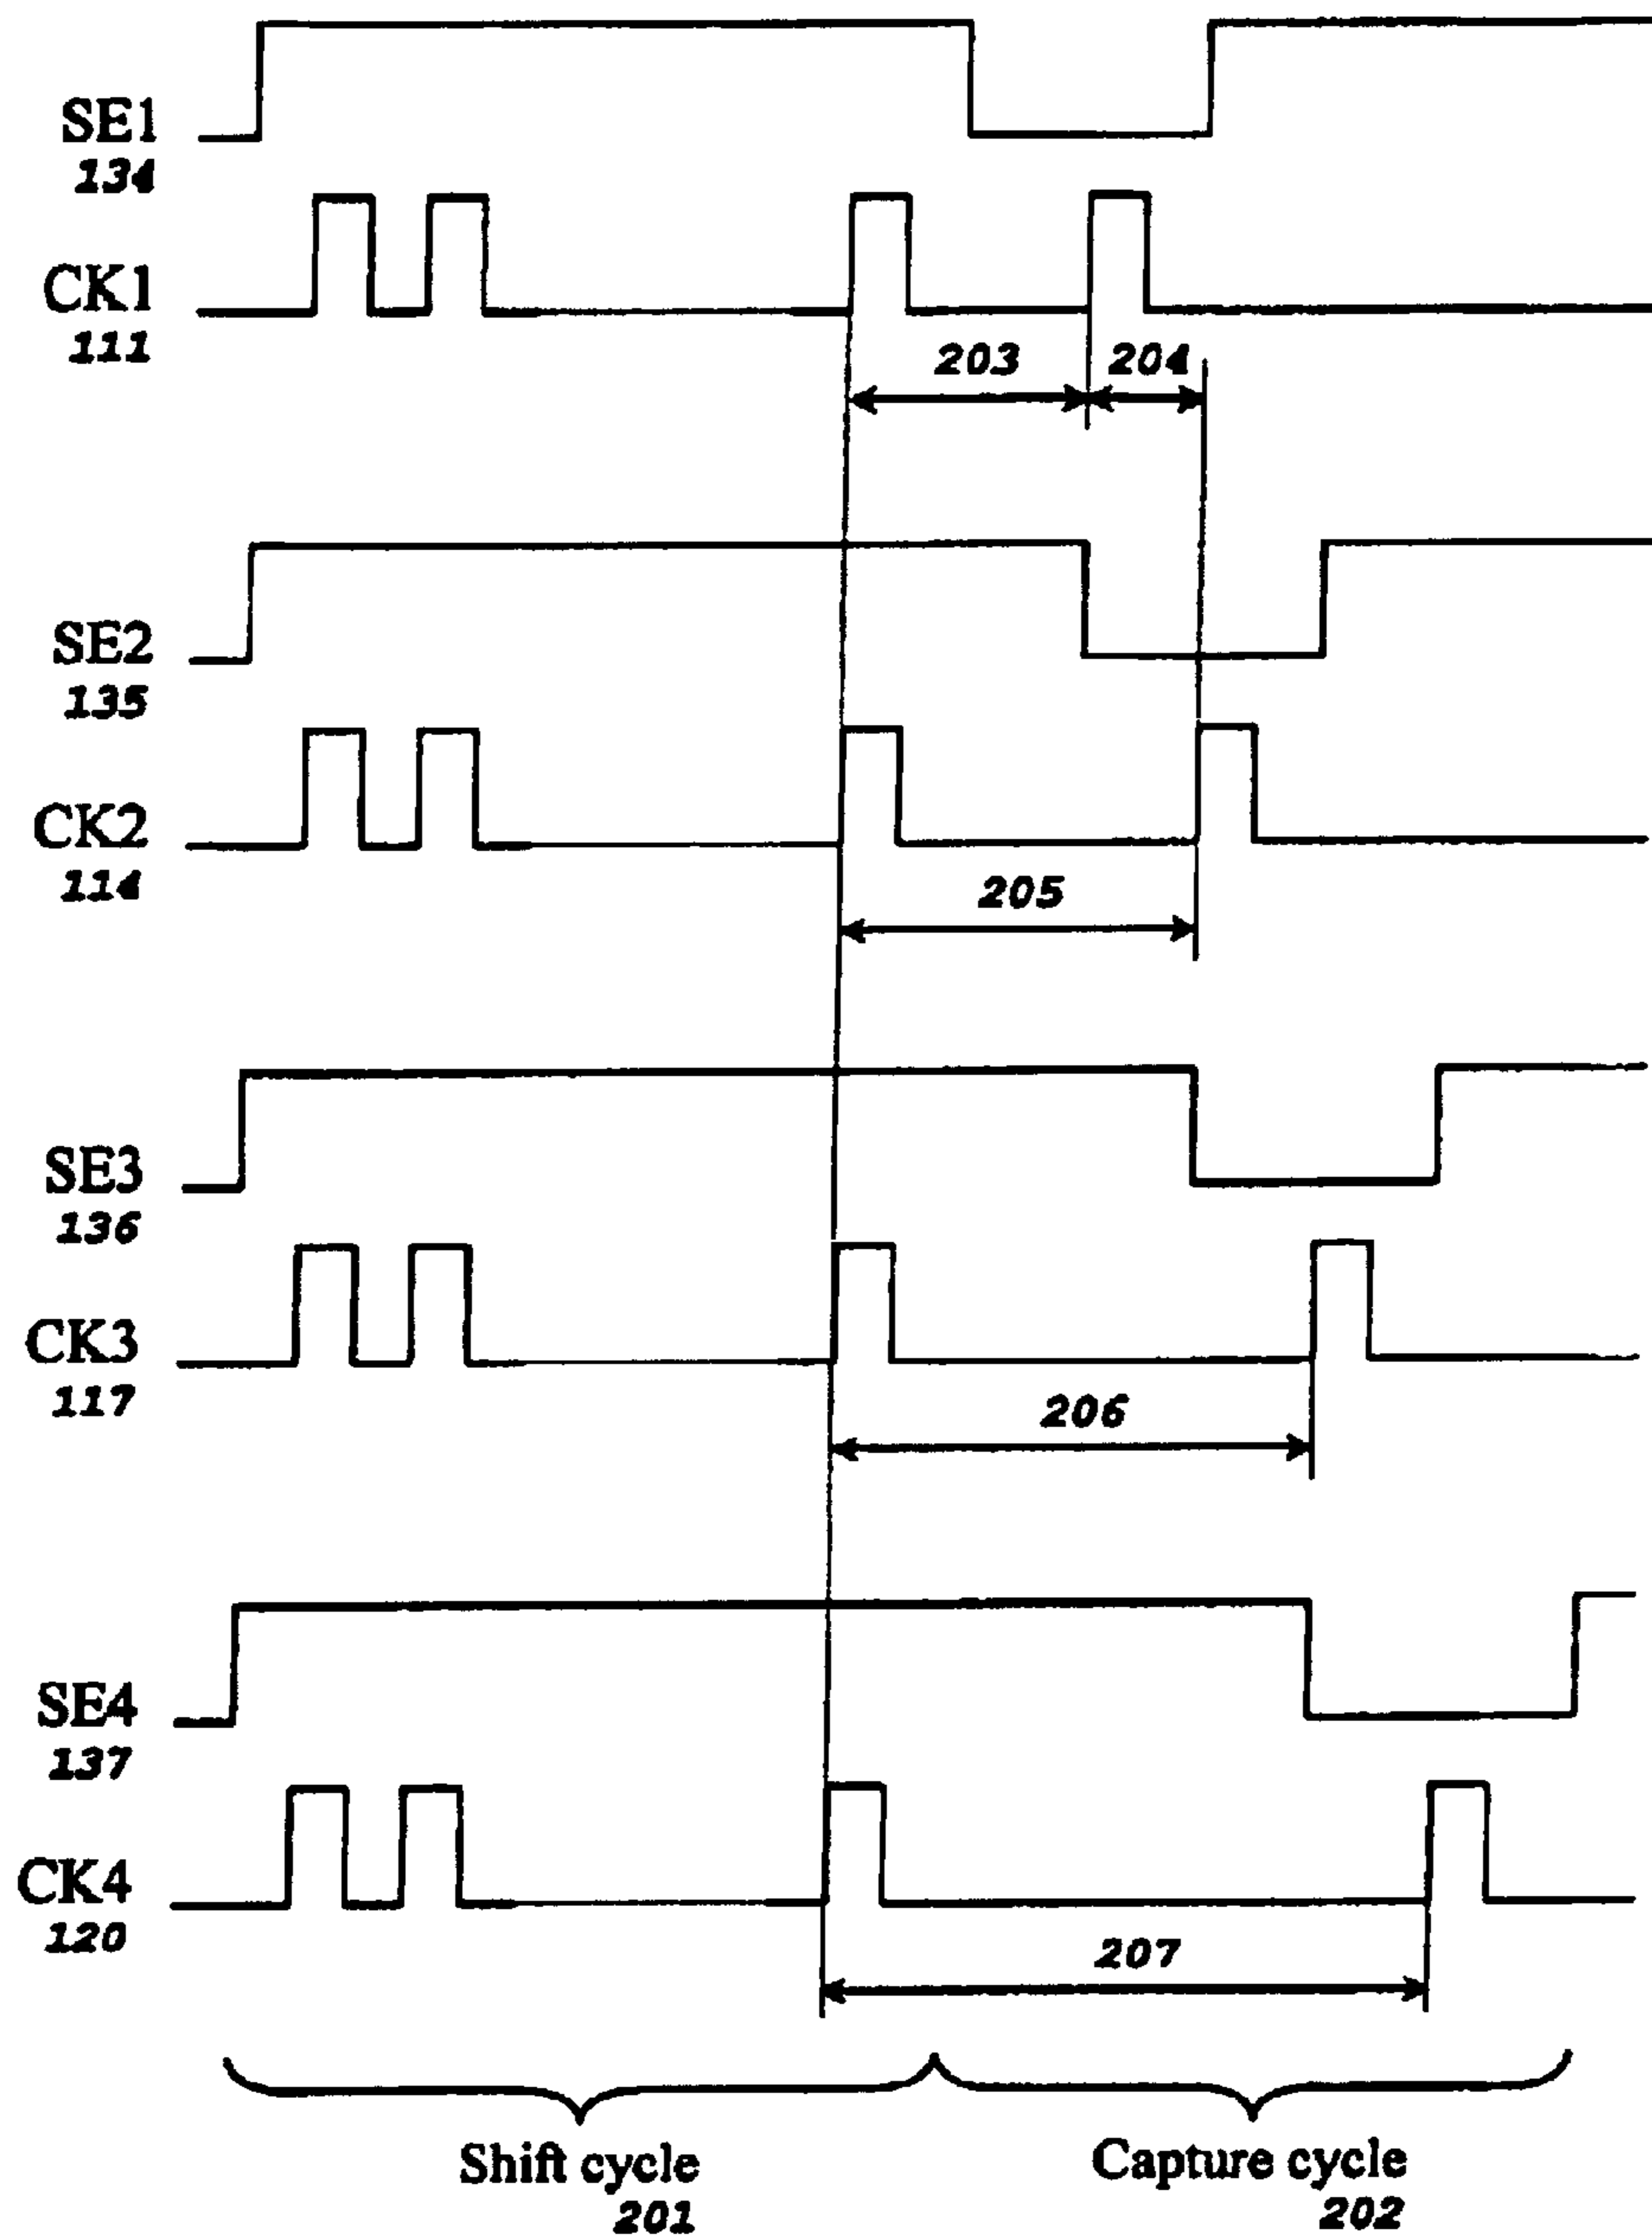 SE1
134
CK1
111
203
204
SE2
135
CK2
114
205
SE3
136
CK3
117
206
SE4
137
CK4
120
207
Shift cycle
201
Capture cycle
202